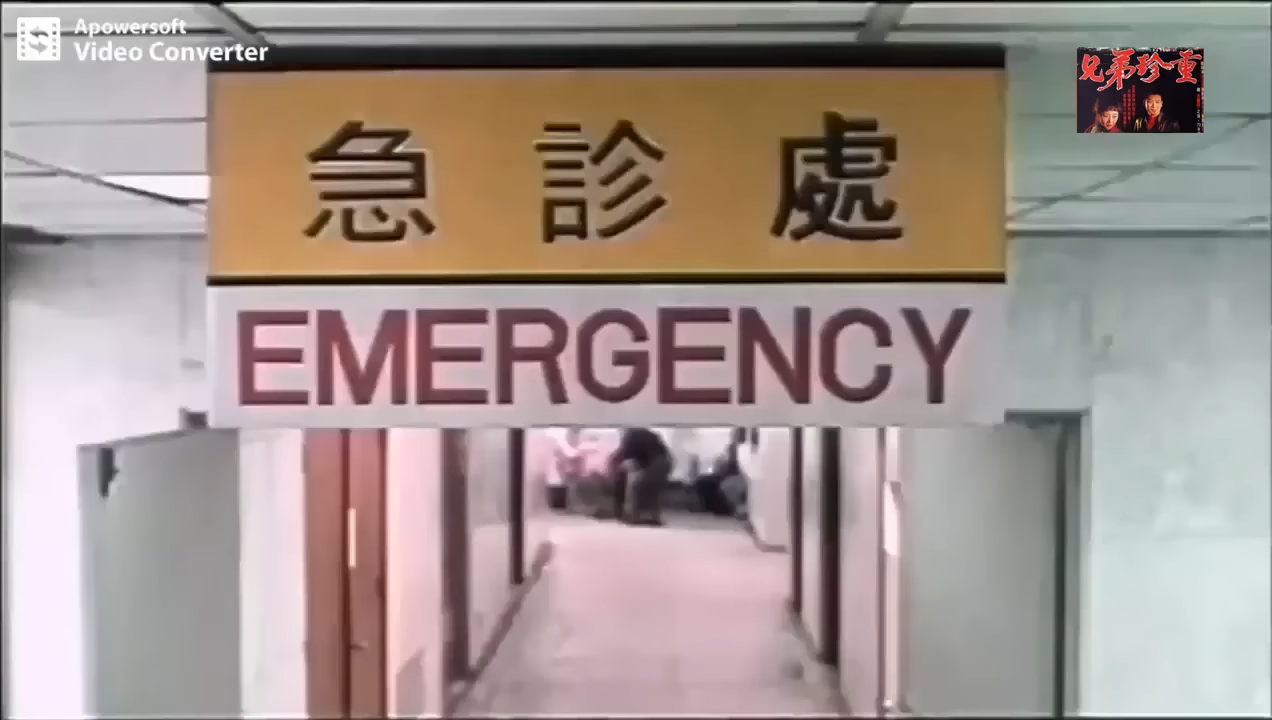 Apowersoft
Video Converter
兄弟珍重
急診處
EMERGENCY